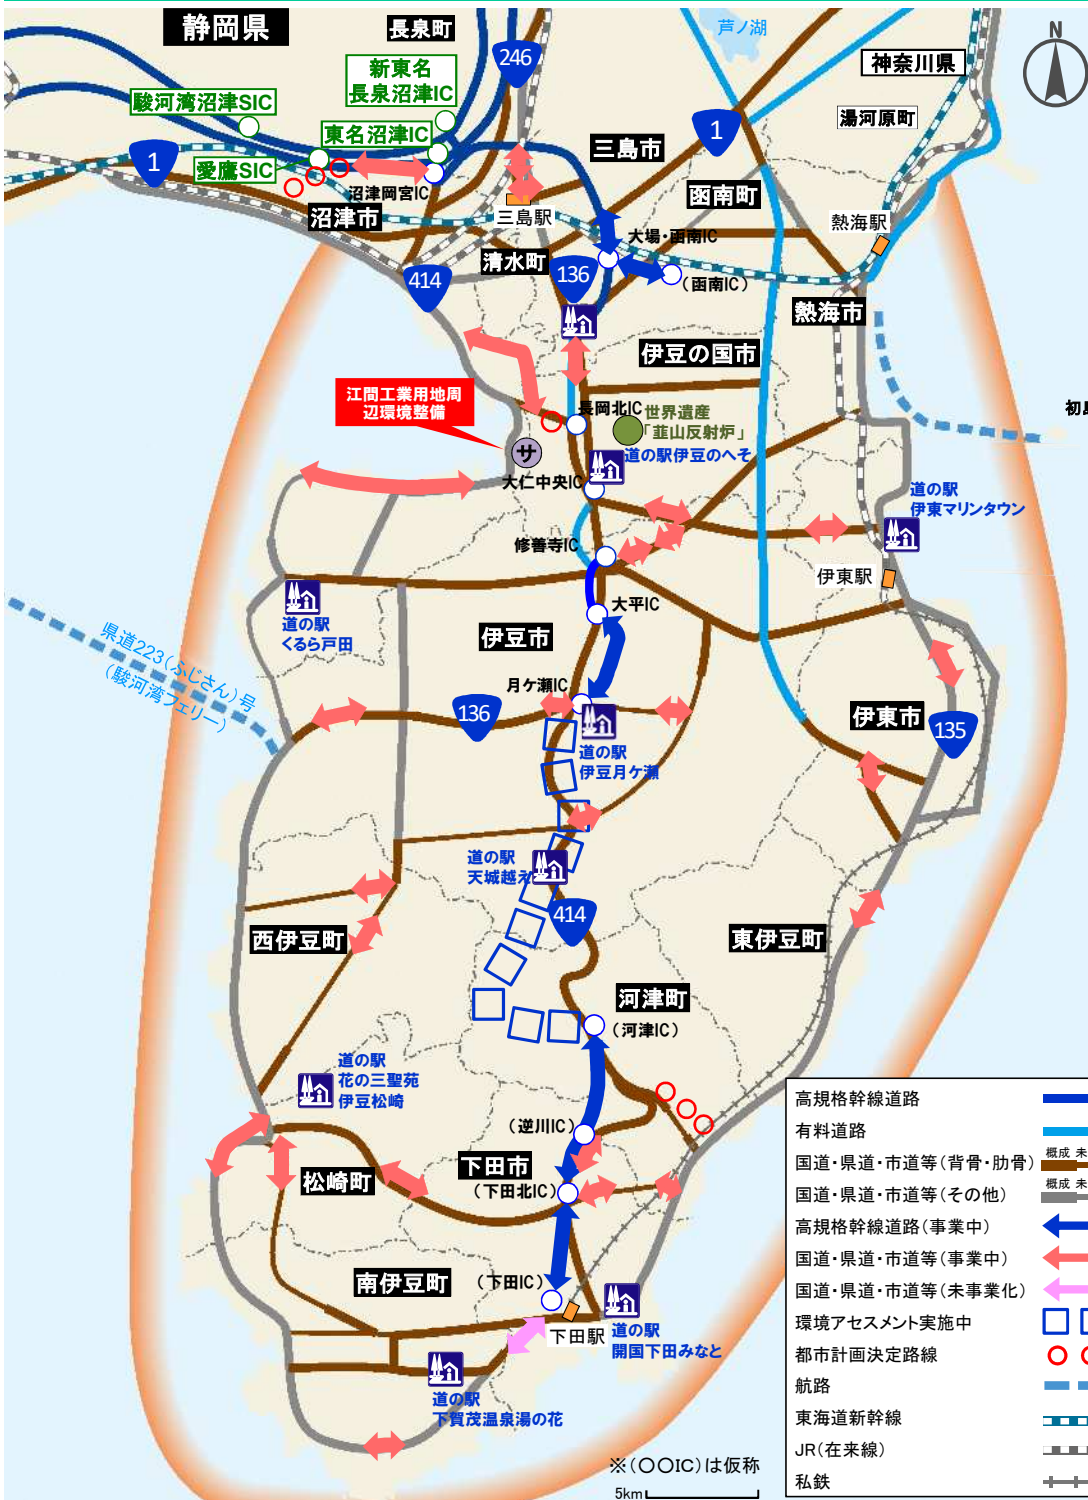 静岡県
長泉町
芦ノ湖
神奈川県
N
246
新東名
長泉沼津IC
駿河湾沼津SIC
東名沼津IC
愛鷹SIC
1
1
湯河原町
三島市
函南町
沼津岡宮IC
沼津市
三島駅
熱海駅
大場・函南IC
清水町
136
414
(函南IC)
熱海市
伊豆の国市
江間工業用地周
辺環境整備
長岡北IC
世界遺産
「韮山反射炉」
サ
道の駅伊豆のへそ
大仁中央IC
道の駅
伊東マリンタウン
修善寺IC
伊東駅
大平IC
道の駅
くるら戸田
県道223(ふじさん)号
(駿河湾フェリー)
伊豆市
月ケ瀬IC
136
伊東市
135
道の駅
伊豆月ケ瀬
道の駅
天城越え
414
西伊豆町
東伊豆町
河津町
(河津IC)
道の駅
花の三聖苑
伊豆松崎
(逆川IC)
下田市
松崎町
(下田北IC)
南伊豆町
(下田IC)
下田駅
道の駅
開国下田みなと
道の駅
下賀茂温泉湯の花
高規格幹線道路
有料道路
国道・県道・市道等(背骨・肋骨)
概成 未
国道・県道・市道等(その他)
概成 未
高規格幹線道路(事業中)
国道・県道・市道等(事業中)
国道・県道・市道等(未事業化)
環境アセスメント実施中
都市計画決定路線
航路
東海道新幹線
JR(在来線)
私鉄
※(〇〇IC)は仮称
5km